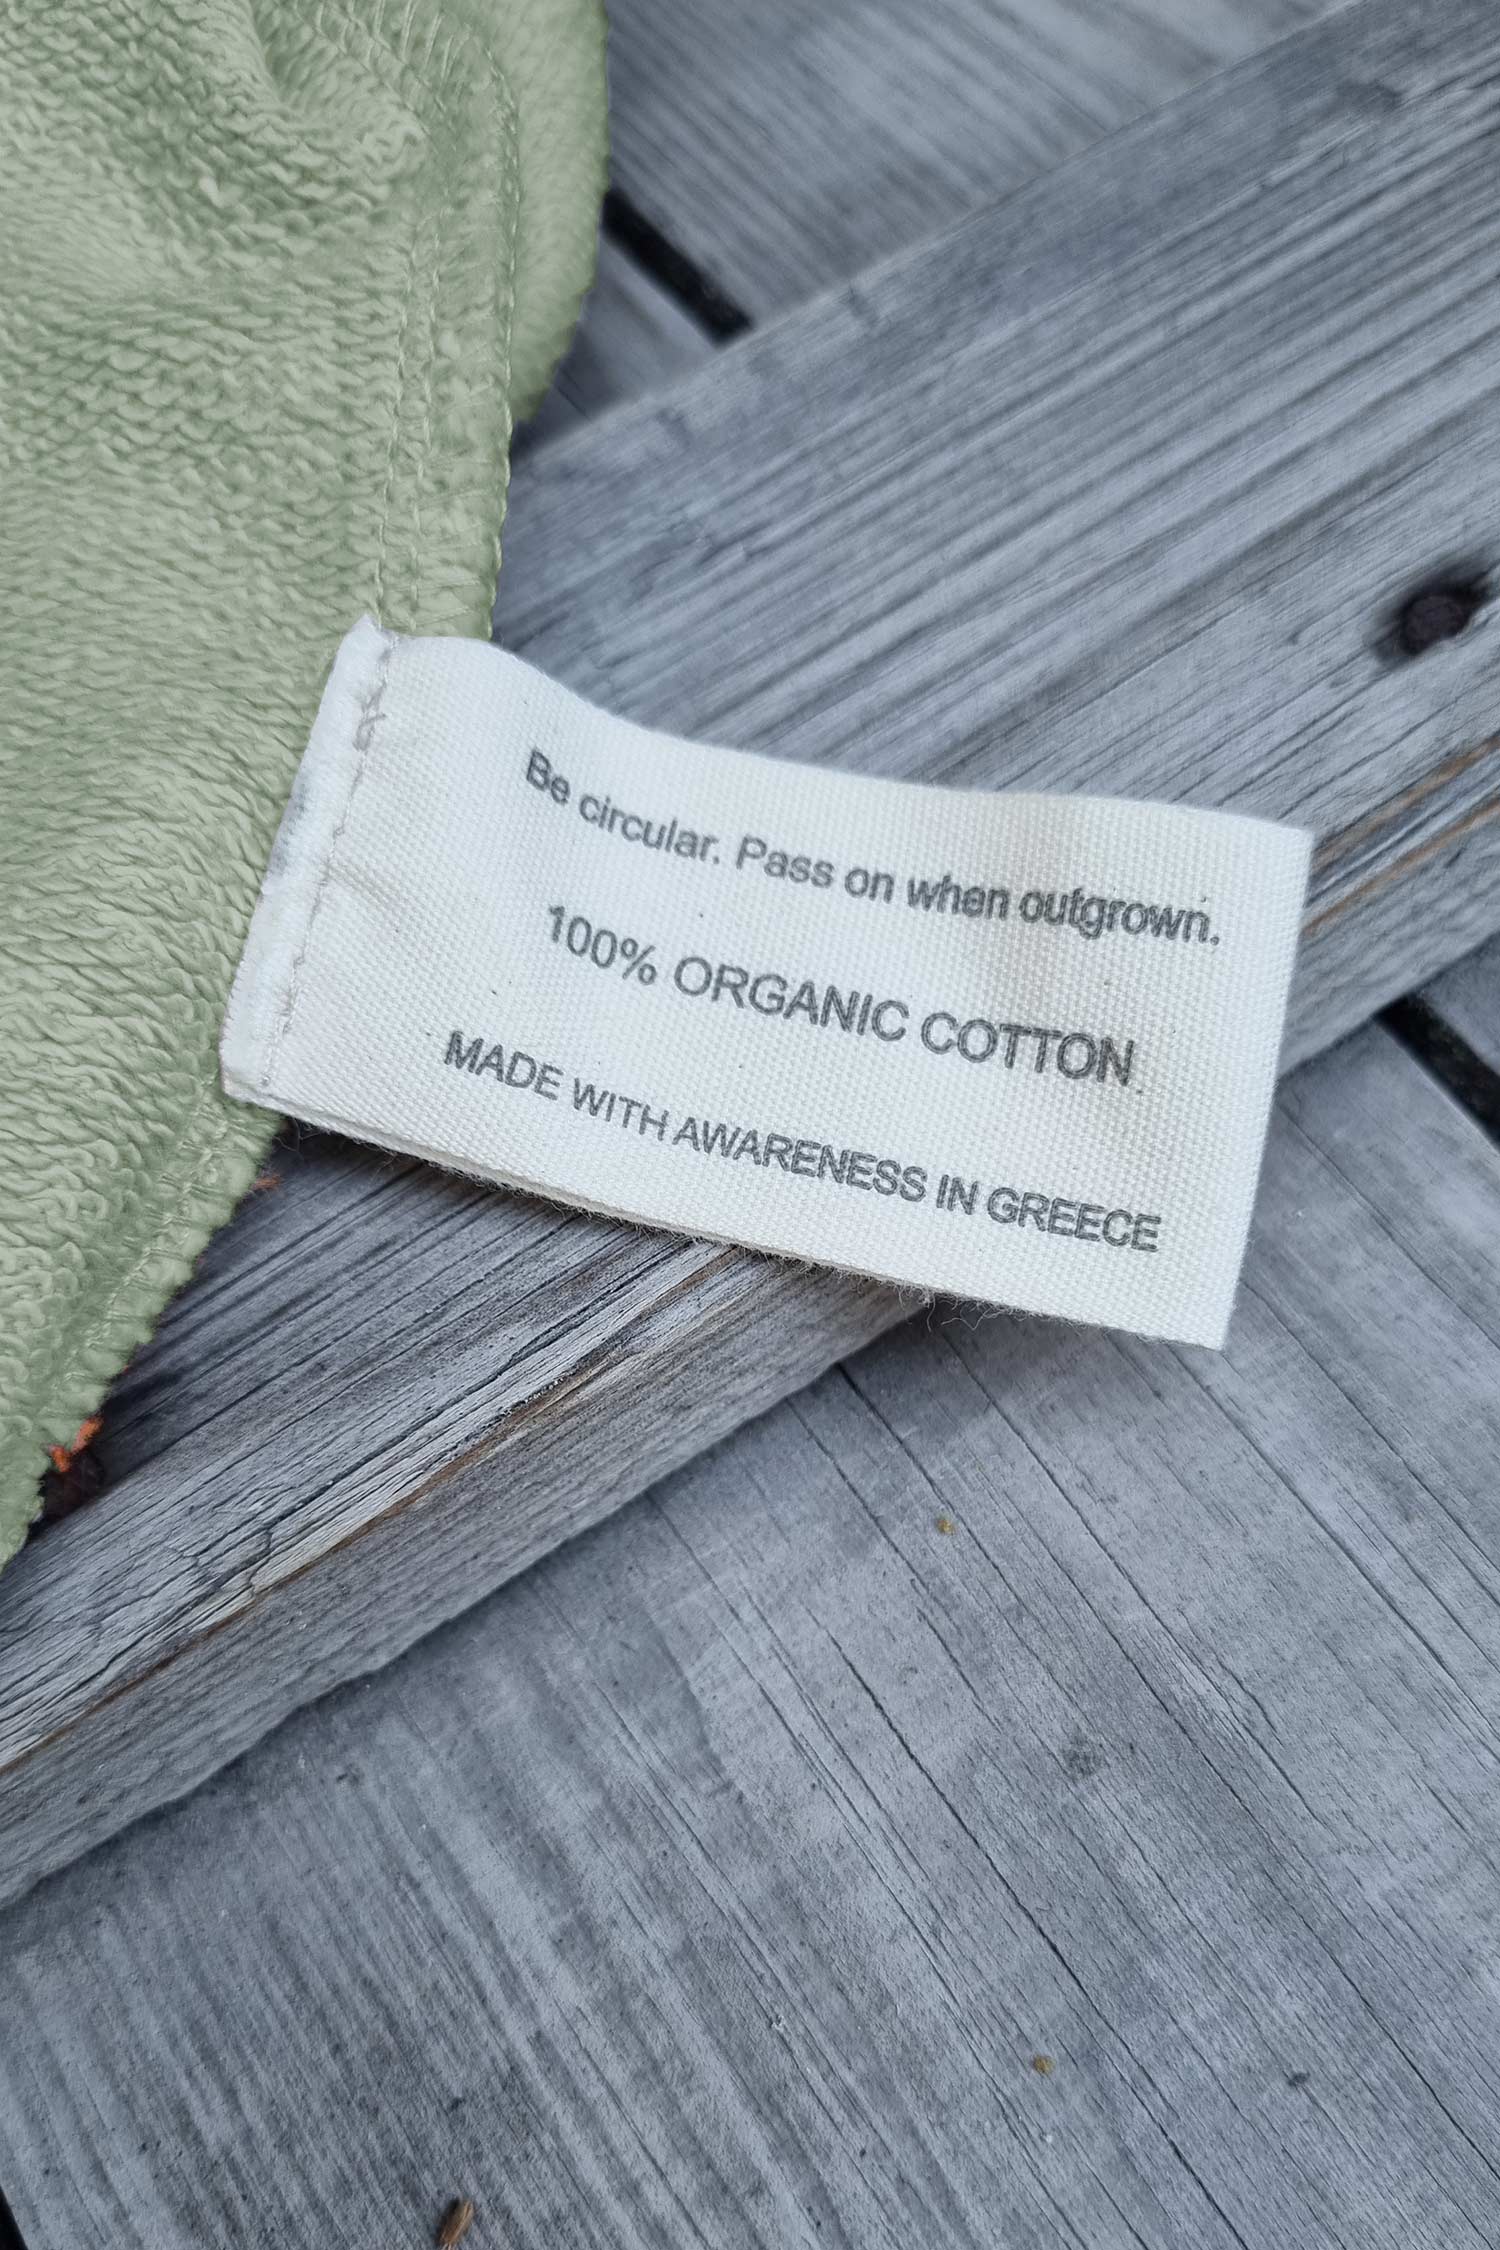 Be circular. Pass on when outgrown.
100% ORGANIC COTTON
MADE WITH AWARENESS IN GREECE